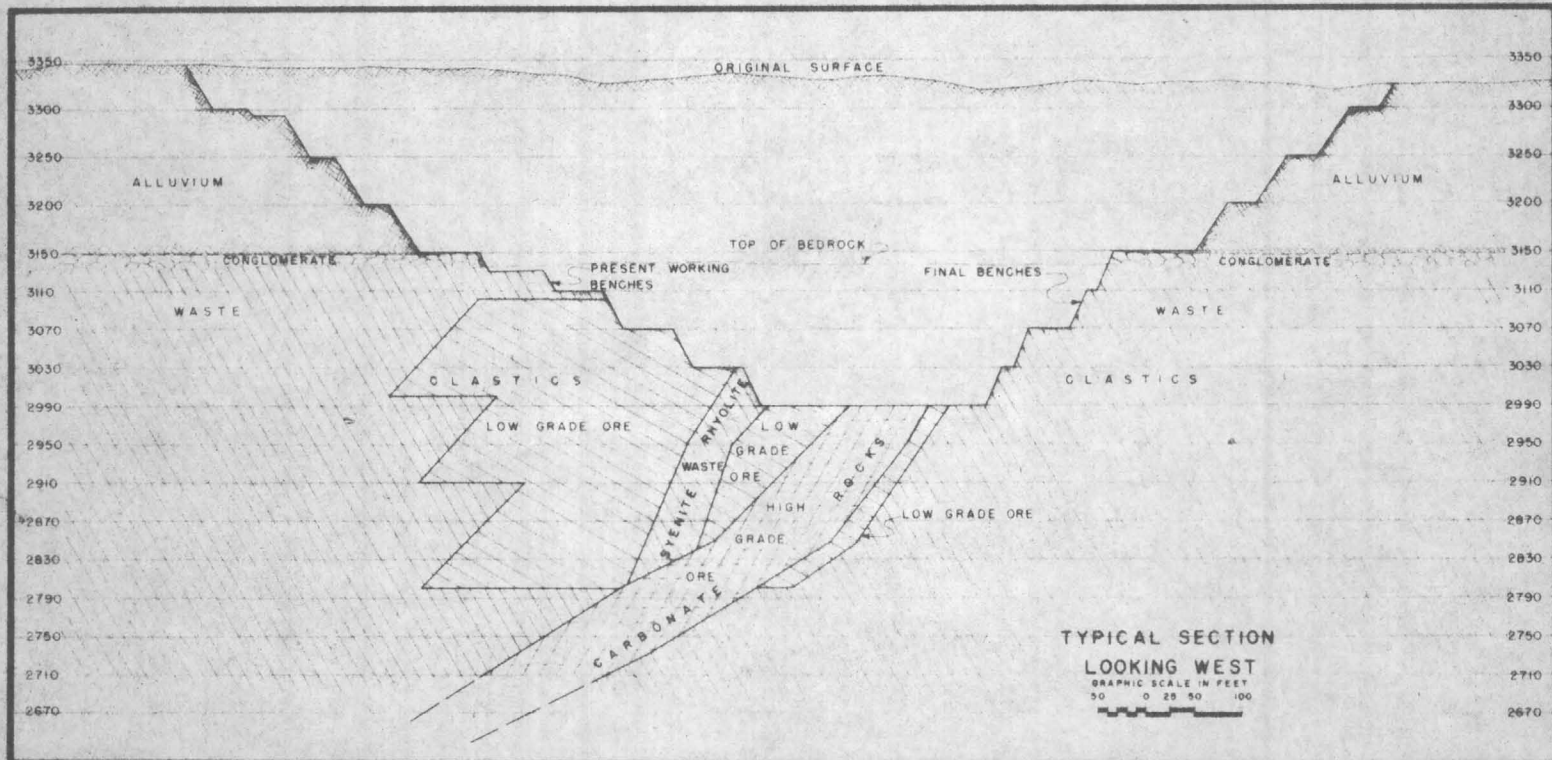 ORIGINAL SURFACE
3350
3300
3250
3200
3150
3110
3070
3030
2990
2950
2910
2870
2830
2790
2750
2710
2670
3350
3300
3250
3200
3150
3110
3070
3030
2990
2950
2910
2870
2830
2790
2750
2710
2670
ALLUVIUM
ALLUVIUM
TOP OF BEDROCK
CONGLOMERATE
CONGLOMERATE
PRESENT WORKING
BENCHES
FINAL BENCHES
WASTE
WASTE
CLASTICS
CLASTICS
LOW GRADE ORE
SYENITE RHYOLITE
WASTE
LOW
GRADE
ORE
HIGH
GRADE
ORE
CARBONATE ROCKS
LOW GRADE ORE
TYPICAL SECTION
LOOKING WEST
GRAPHIC SCALE IN FEET
50 0 25 50 100